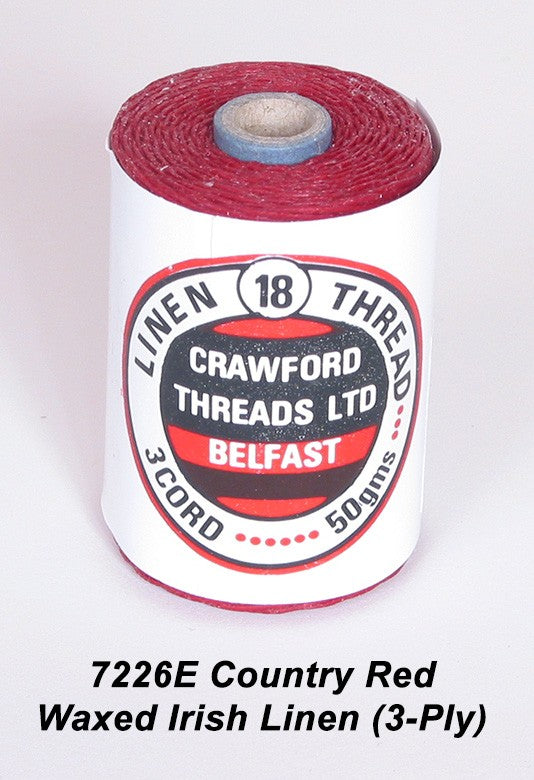 LINEN 18 THREAD
CRAWFORD
THREADS LTD
BELFAST
3 CORD 50gms
7226E Country Red
Waxed Irish Linen (3-Ply)